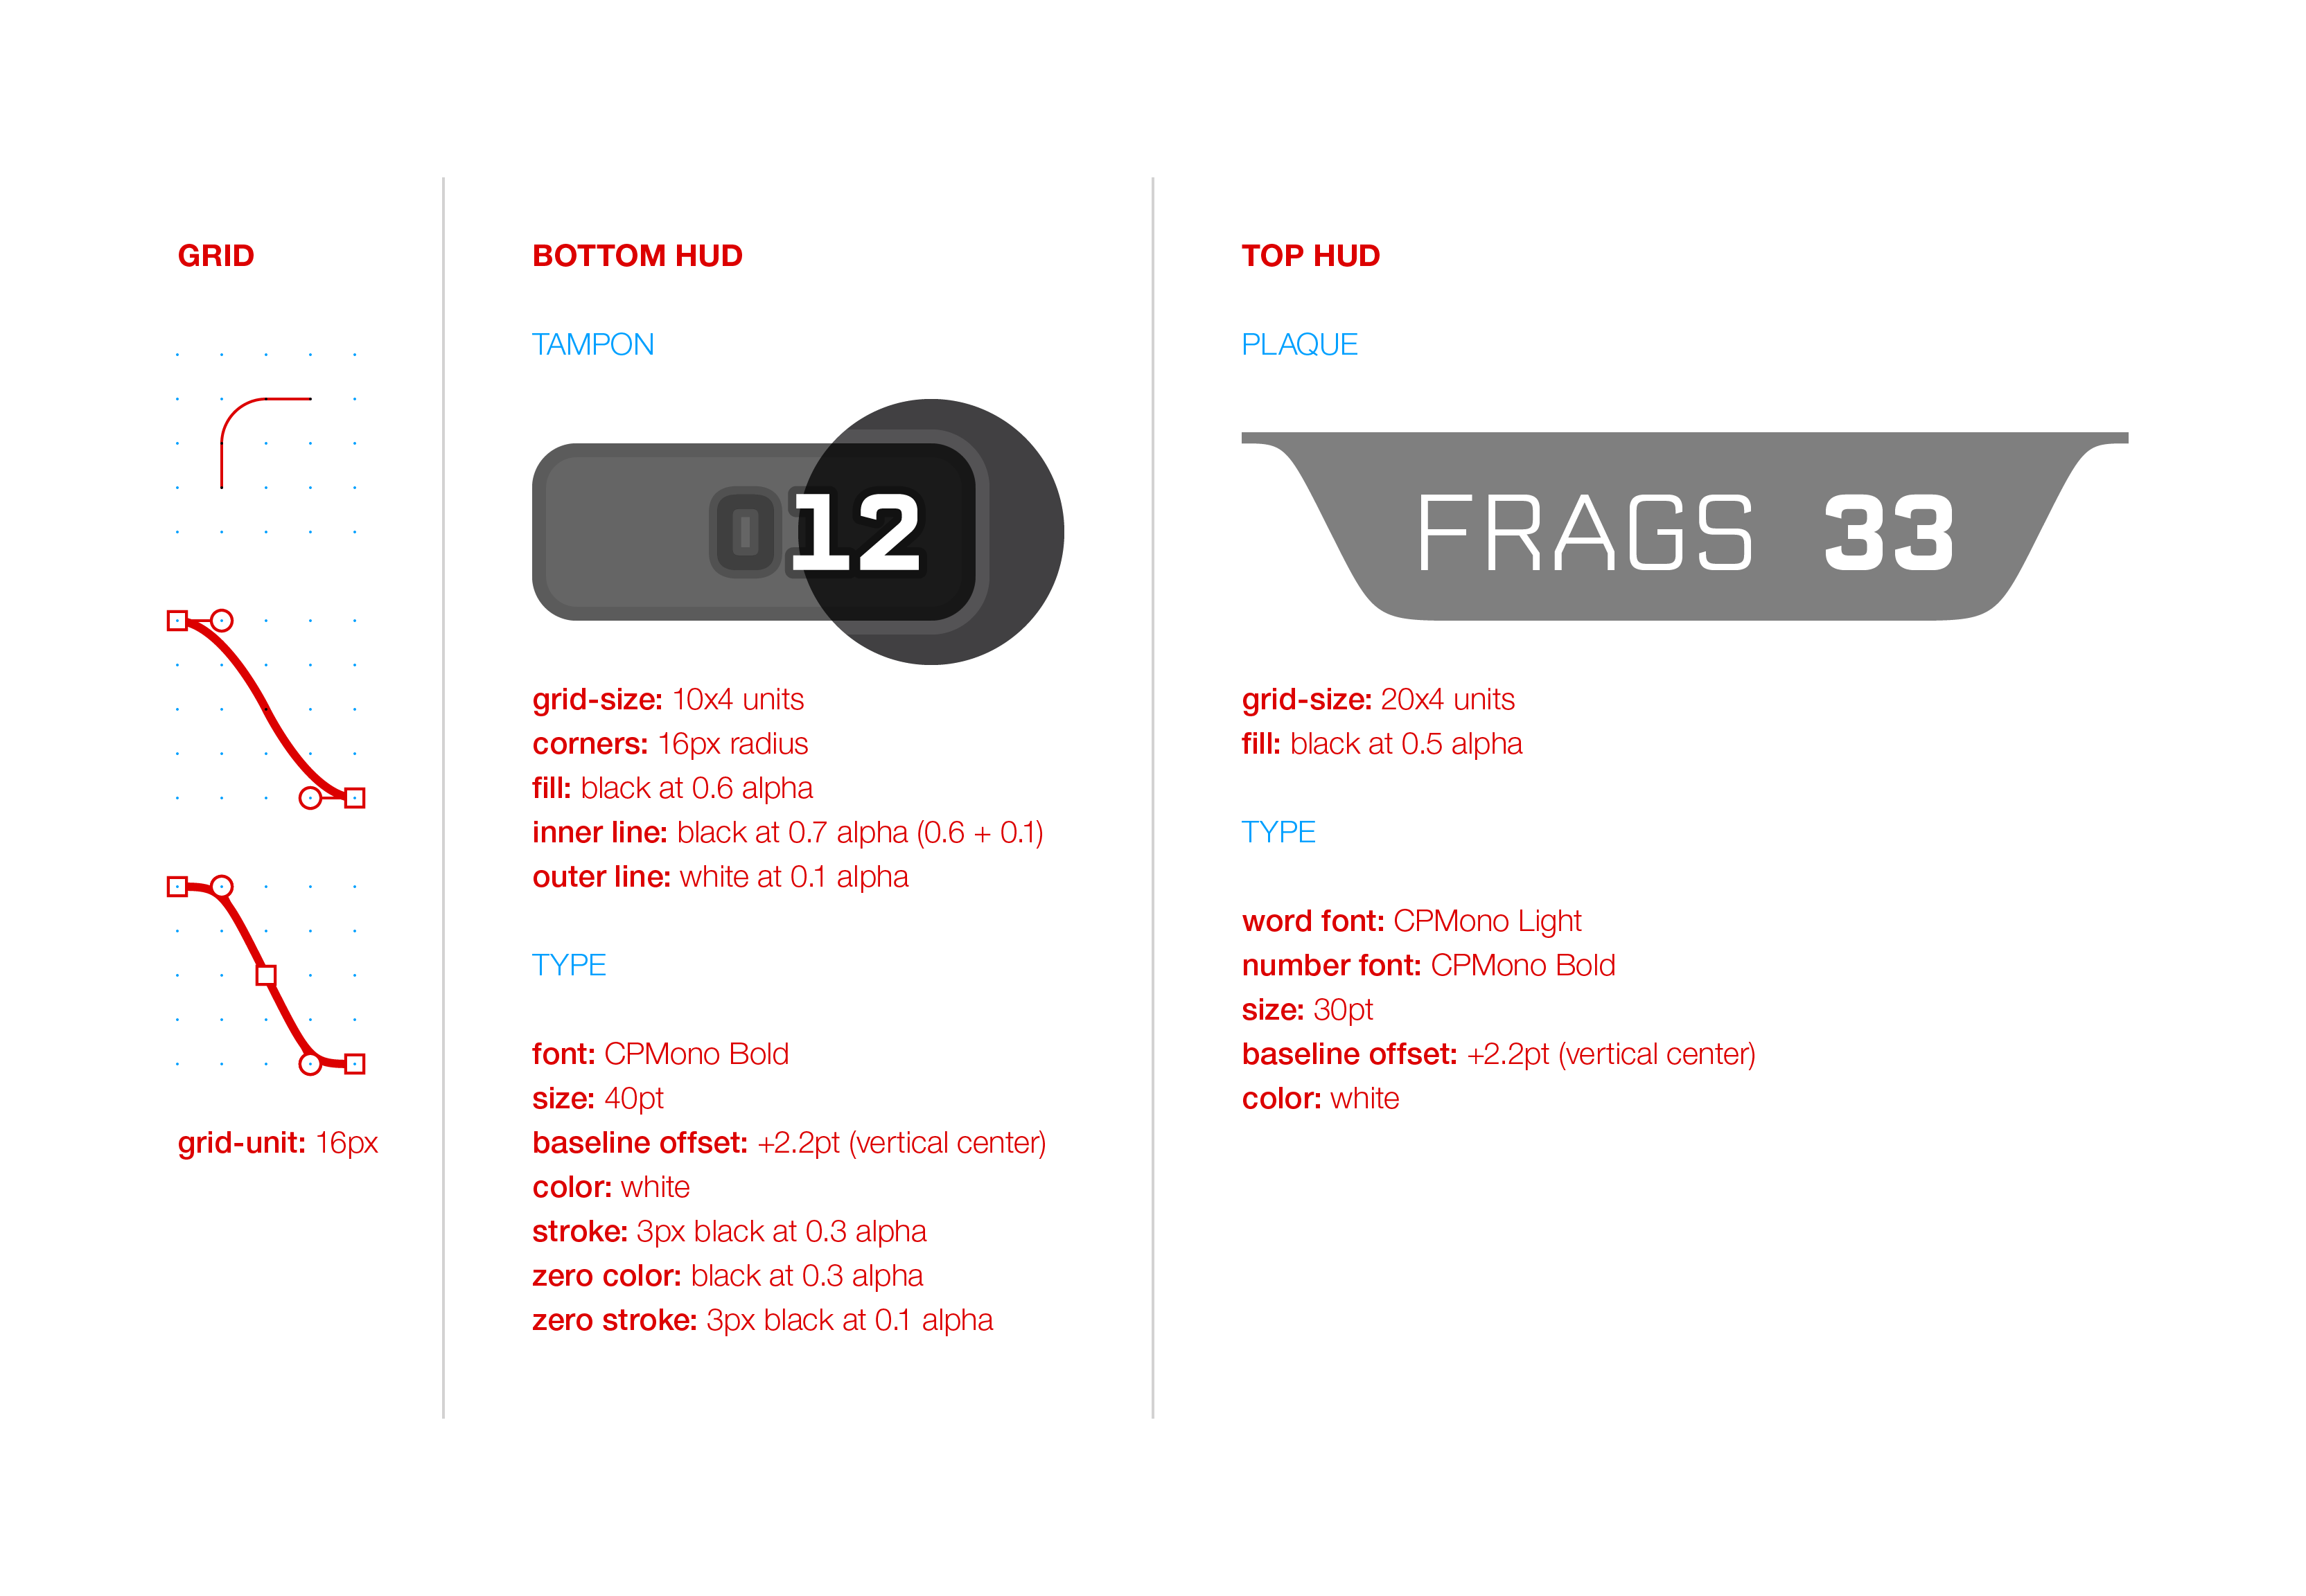 GRID
grid-unit: 16px
BOTTOM HUD
TAMPON
012
grid-size: 10x4 units
corners: 16px radius
fill: black at 0.6 alpha
inner line: black at 0.7 alpha (0.6 + 0.1)
outer line: white at 0.1 alpha
TYPE
font: CPMono Bold
size: 40pt
baseline offset: +2.2pt (vertical center)
color: white
stroke: 3px black at 0.3 alpha
zero color: black at 0.3 alpha
zero stroke: 3px black at 0.1 alpha
TOP HUD
PLAQUE
FRAGS 33
grid-size: 20x4 units
fill: black at 0.5 alpha
TYPE
word font: CPMono Light
number font: CPMono Bold
size: 30pt
baseline offset: +2.2pt (vertical center)
color: white